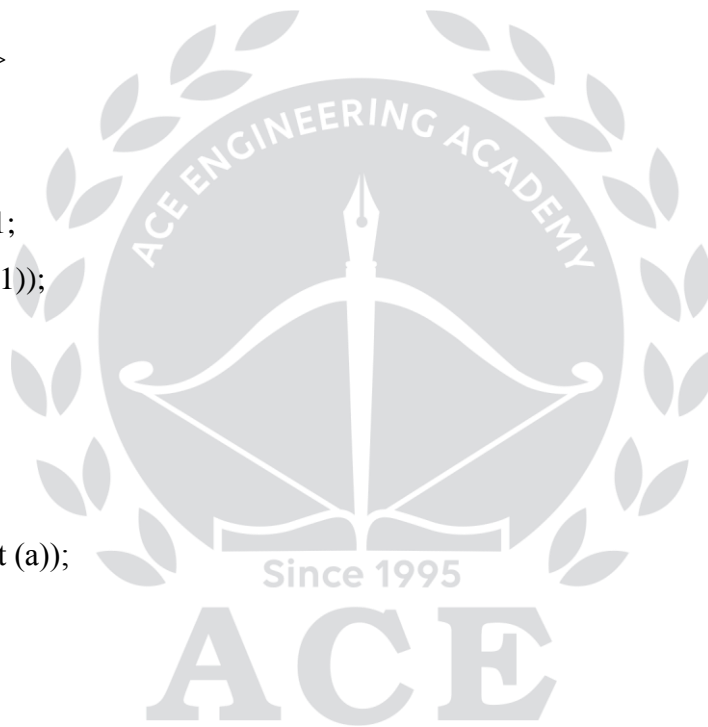 >
1;
1));
t (a));
ACE ENGINEERING ACADEMY
Since 1995
ACE